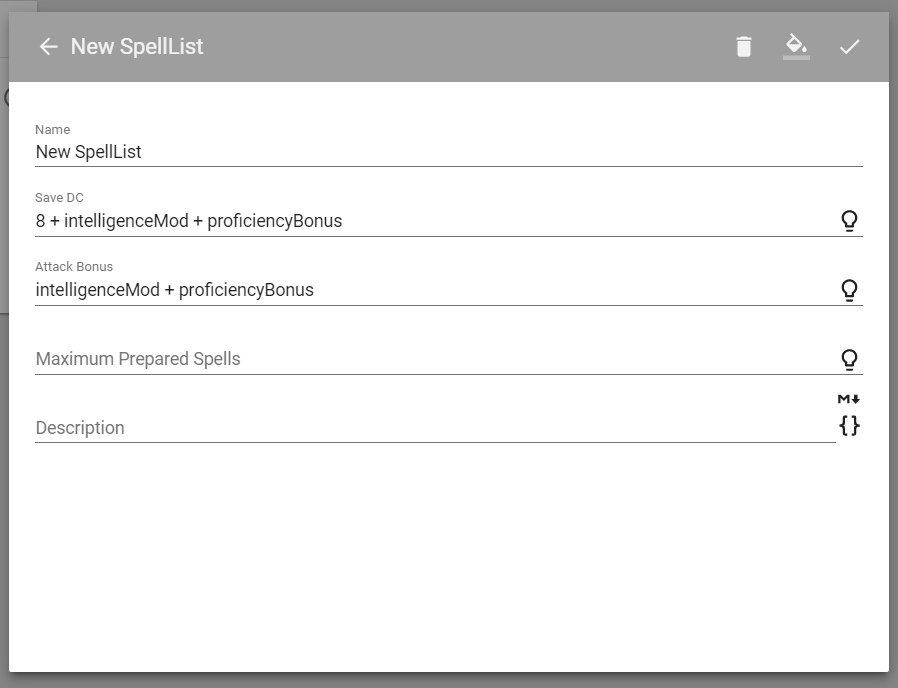 New SpellList
Name
New SpellList
Save DC
8 + intelligenceMod + proficiencyBonus
Attack Bonus
intelligenceMod + proficiencyBonus
Maximum Prepared Spells
M
Description
{}